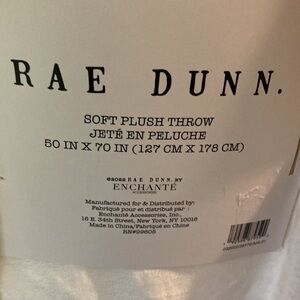 RAE DUNN.
SOFT PLUSH THROW
JETÉ EN PELUCHE
50 IN X 70 IN (127 CM X 178 CM)
©2022 RAE DUNN. BY
ENCHANTÉ
ACCESSORIES
Manufactured for & Distributed by:
Fabriqué pour et distribué par :
Enchanté Accessories, Inc.,
16 E. 34th Street, New York, NY 10016
Made in China/Fabriqué en Chine
RN#99605